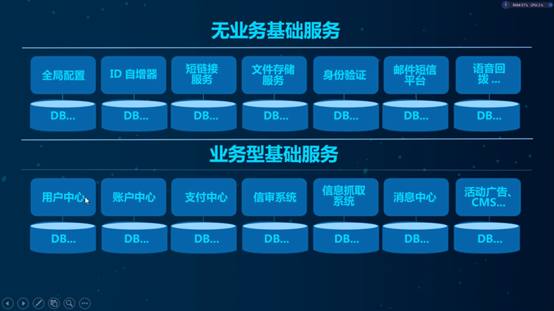 无业务基础服务
全局配置
ID 自增器
短链接
服务
文件存储
服务
身份验证
邮件短信
平台
语音回
拨 ...
DB...
DB...
DB...
DB...
DB...
DB...
DB...
业务型基础服务
用户中心
账户中心
支付中心
信审系统
信息抓取
系统
消息中心
活动广告、
CMS...
DB...
DB...
DB...
DB...
DB...
DB...
DB...